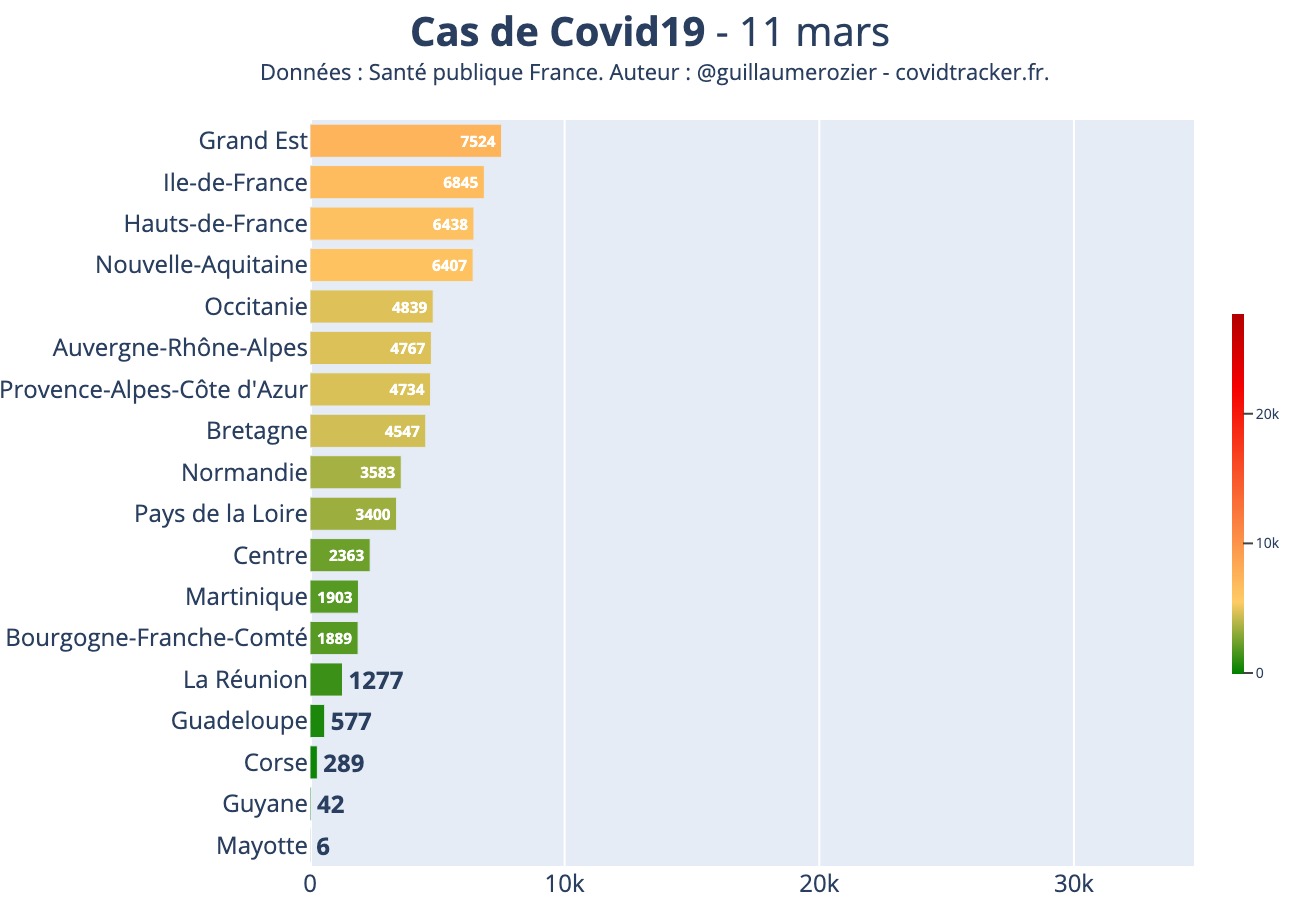 Cas de Covid19 - 11 mars
Données : Santé publique France. Auteur : @guillaumerozier - covidtracker.fr.
Grand Est 7524
Ile-de-France 6845
Hauts-de-France 6438
Nouvelle-Aquitaine 6407
Occitanie 4839
Auvergne-Rhône-Alpes 4767
Provence-Alpes-Côte d'Azur 4734
Bretagne 4547
Normandie 3583
Pays de la Loire 3400
Centre 2363
Martinique 1903
Bourgogne-Franche-Comté 1889
La Réunion 1277
Guadeloupe 577
Corse 289
Guyane 42
Mayotte 6
0 10k 20k 30k
20k
10k
0